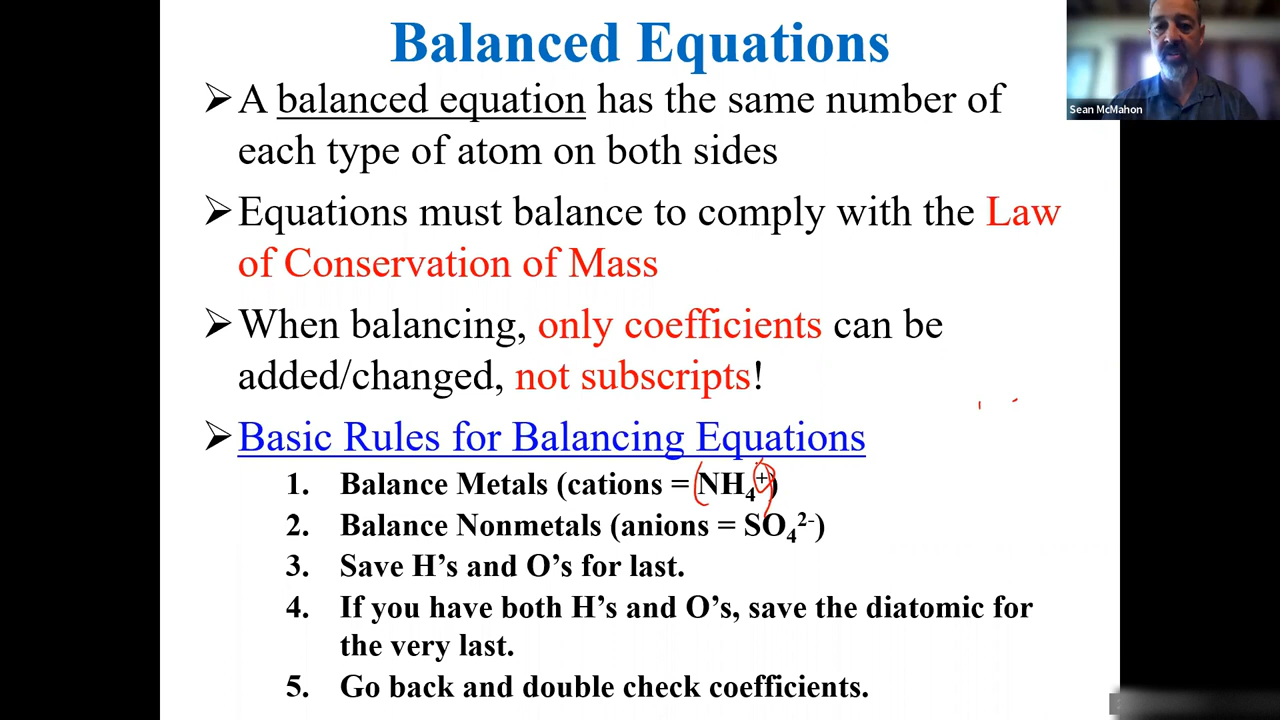 Balanced Equations
➢A balanced equation has the same number of
each type of atom on both sides
➢Equations must balance to comply with the Law
of Conservation of Mass
➢When balancing, only coefficients can be
added/changed, not subscripts!
➢Basic Rules for Balancing Equations
1. Balance Metals (cations = NH₄⁺)
2. Balance Nonmetals (anions = SO₄²⁻)
3. Save H’s and O’s for last.
4. If you have both H’s and O’s, save the diatomic for
the very last.
5. Go back and double check coefficients.
Sean McMahon